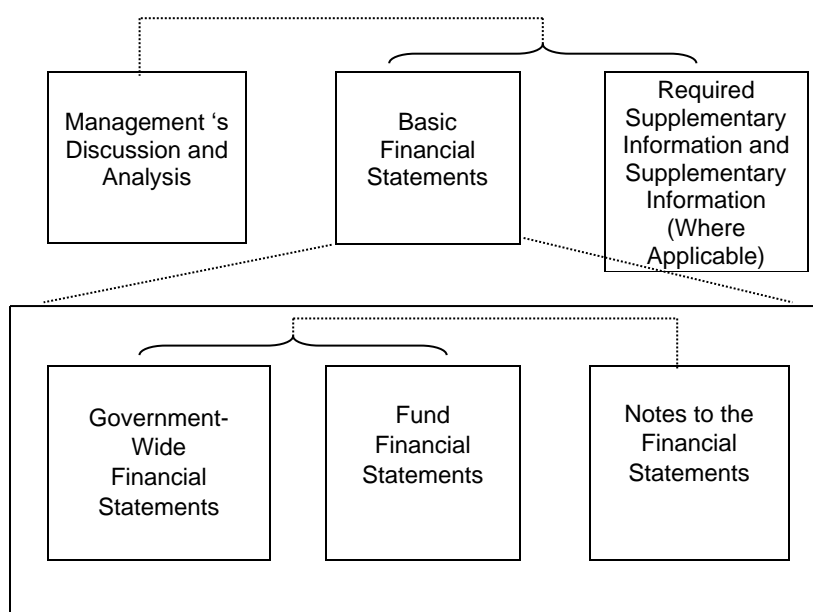 Management ‘s
Discussion and
Analysis
Basic
Financial
Statements
Required
Supplementary
Information and
Supplementary
Information
(Where
Applicable)
Government-
Wide
Financial
Statements
Fund
Financial
Statements
Notes to the
Financial
Statements